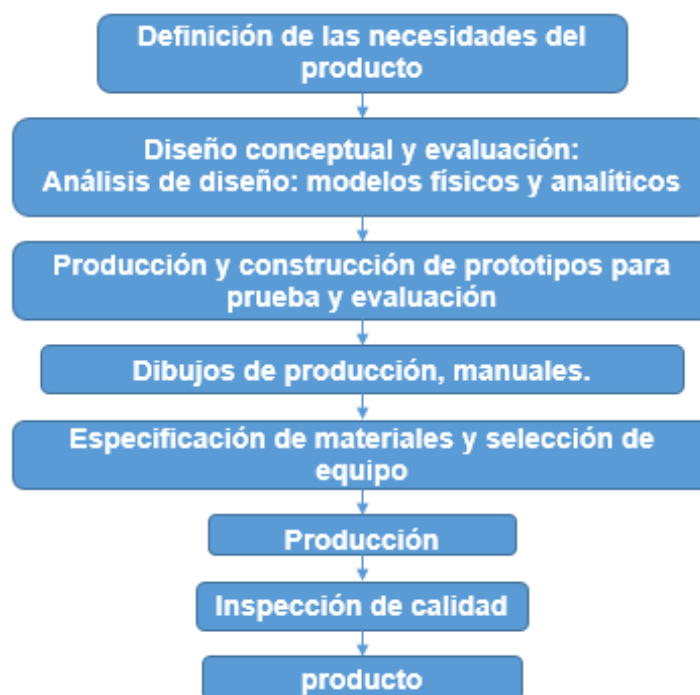 Definición de las necesidades del
producto
Diseño conceptual y evaluación:
Análisis de diseño: modelos físicos y analíticos
Producción y construcción de prototipos para
prueba y evaluación
Dibujos de producción, manuales.
Especificación de materiales y selección de
equipo
Producción
Inspección de calidad
producto